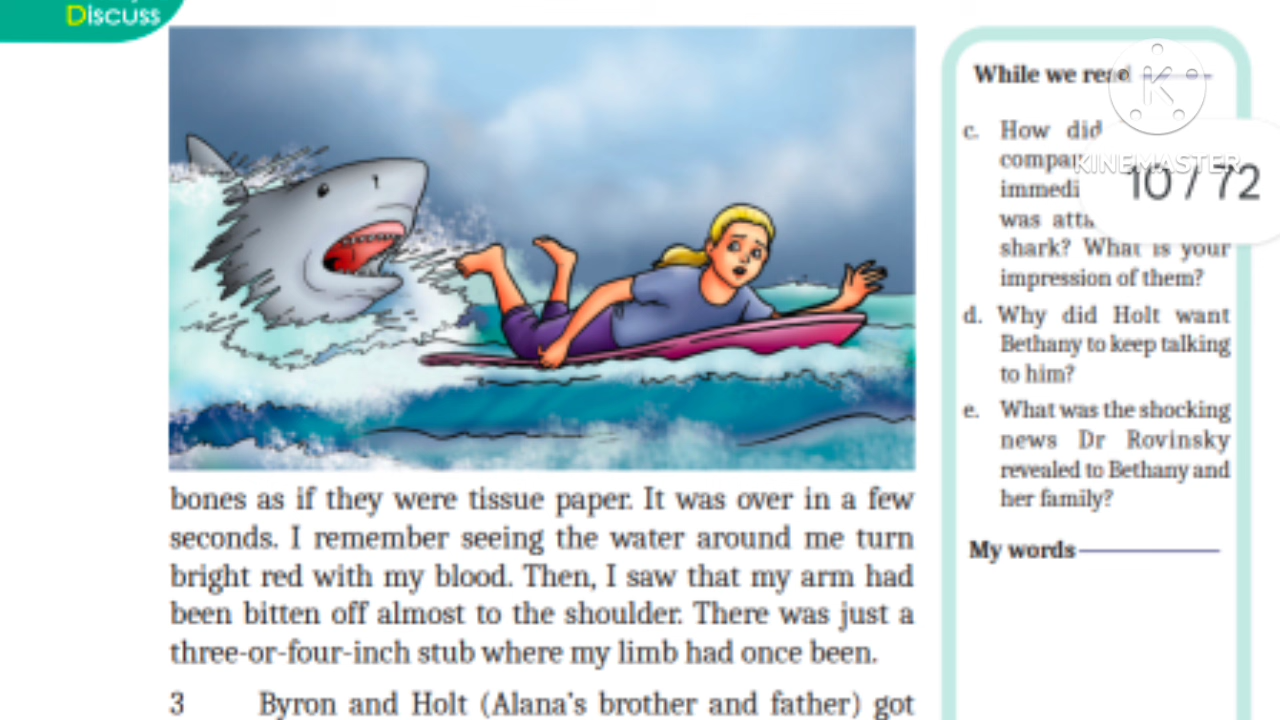 Discuss
bones as if they were tissue paper. It was over in a few
seconds. I remember seeing the water around me turn
bright red with my blood. Then, I saw that my arm had
been bitten off almost to the shoulder. There was just a
three-or-four-inch stub where my limb had once been.
3 Byron and Holt (Alana's brother and father) got
While we read
c. How did
immedi
was
shark? What is your
impression of them?
d. Why did Holt want
Bethany to keep talking
to him?
e. What was the shocking
news Dr Rovinsky
revealed to Bethany and
her family?
My words
K
KINEMASTER
10 / 72